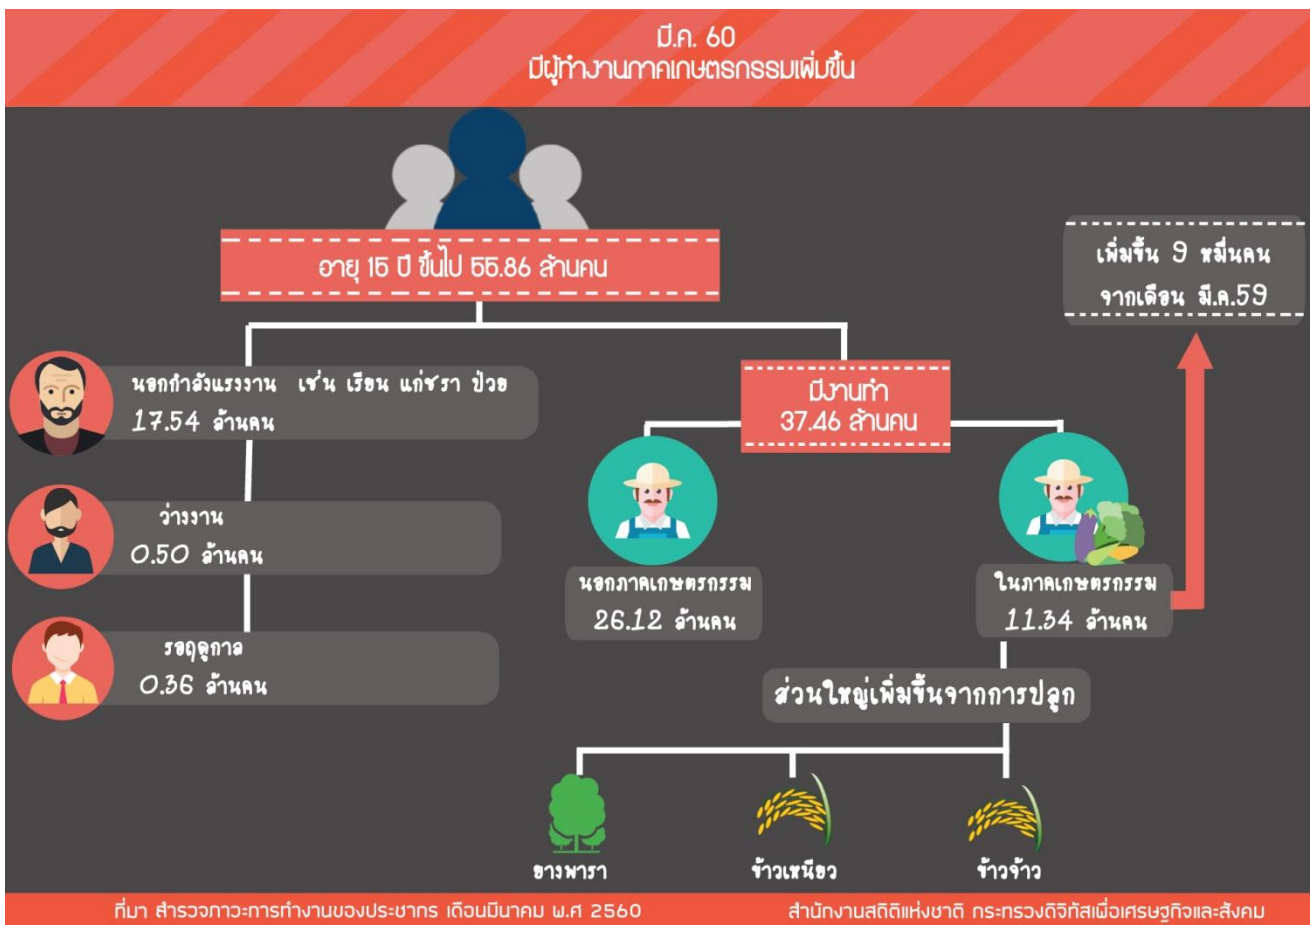 มี.ค. 60
มีผู้ทำงานภาคเกษตรกรรมเพิ่มขึ้น
อายุ 15 ปี ขึ้นไป 55.86 ล้านคน
เพิ่มขึ้น 9 หมื่นคน
จากเดือน มี.ค.59
นอกกำลังแรงงาน เช่น เรียน แก่ชรา ป่วย
17.54 ล้านคน
มีงานทำ
37.46 ล้านคน
ว่างงาน
0.50 ล้านคน
นอกภาคเกษตรกรรม
26.12 ล้านคน
ในภาคเกษตรกรรม
11.34 ล้านคน
รอฤดูกาล
0.36 ล้านคน
ส่วนใหญ่เพิ่มขึ้นจากการปลูก
ยางพารา
ข้าวเหนียว
ข้าวจ้าว
ที่มา สำรวจภาวะการทำงานของประชากร เดือนมีนาคม พ.ศ 2560
สำนักงานสถิติแห่งชาติ กระทรวงดิจิทัลเพื่อเศรษฐกิจและสังคม